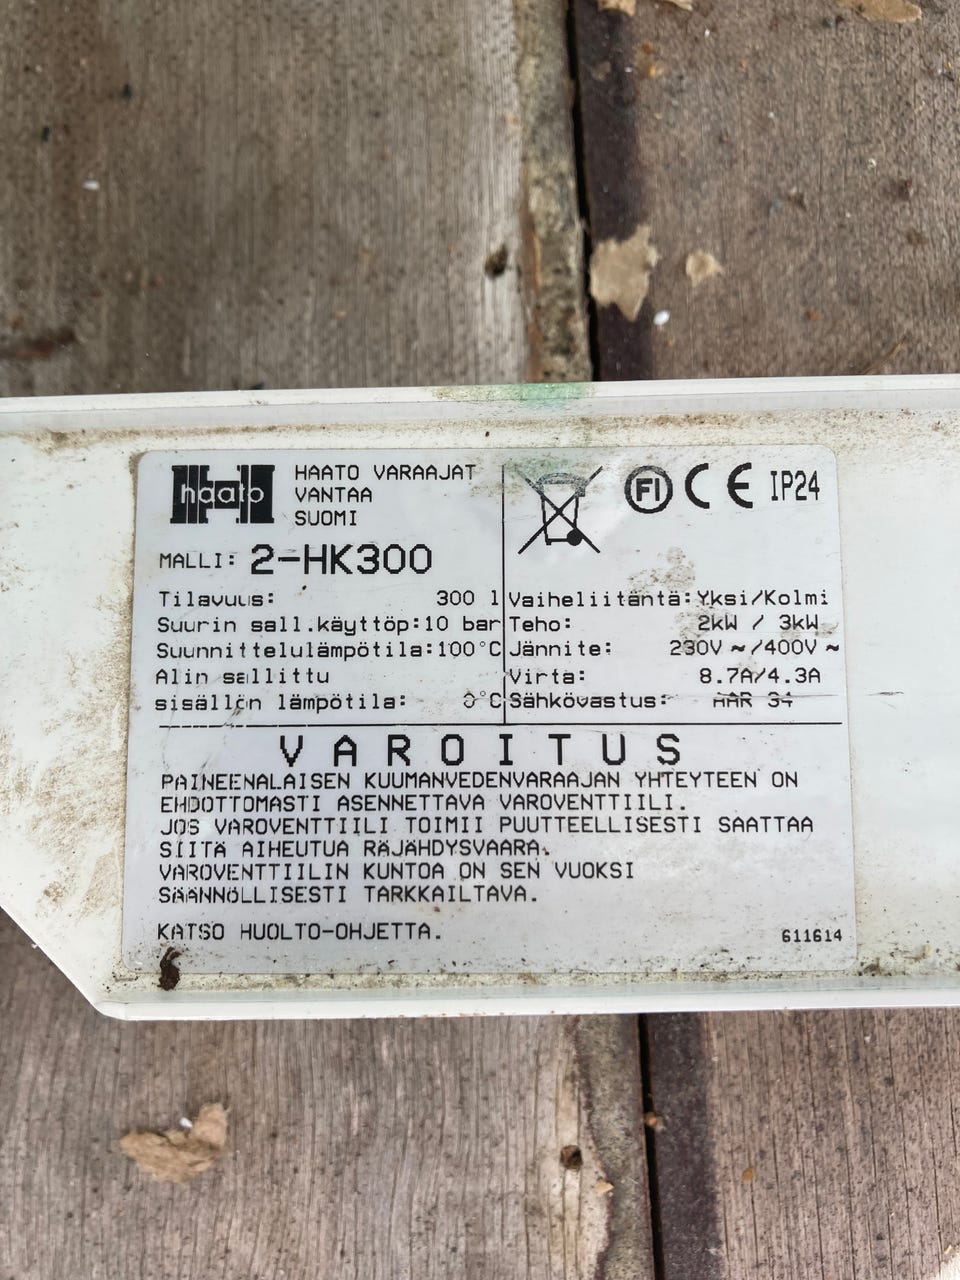 haato
HAATO VARAAJAT
VANTAA
SUOMI
MALLI: 2-HK300
Tilavuus: 300 l
Suurin sall.käyttöp:10 bar
Suunnittelulämpötila:100°C
Alin sallittu
sisällön lämpötila: 0°C
FI CE IP24
Vaiheliitäntä:Yksi/Kolmi
Teho: 2kW / 3kW
Jännite: 230V ~/400V ~
Virta: 8.7A/4.3A
Sähkövastus: AAR 34
VAROITUS
PAINEENALAISEN KUUMANVEDENVARAAJAN YHTEYTEEN ON
EHDOTTOMASTI ASENNETTAVA VAROVENTTIILI.
JOS VAROVENTTIILI TOIMII PUUTTEELLISESTI SAATTAA
SIITÄ AIHEUTUA RÄJÄHDYSVAARA.
VAROVENTTIILIN KUNTOA ON SEN VUOKSI
SÄÄNNÖLLISESTI TARKKAILTAVA.
KATSO HUOLTO-OHJETTA.
611614